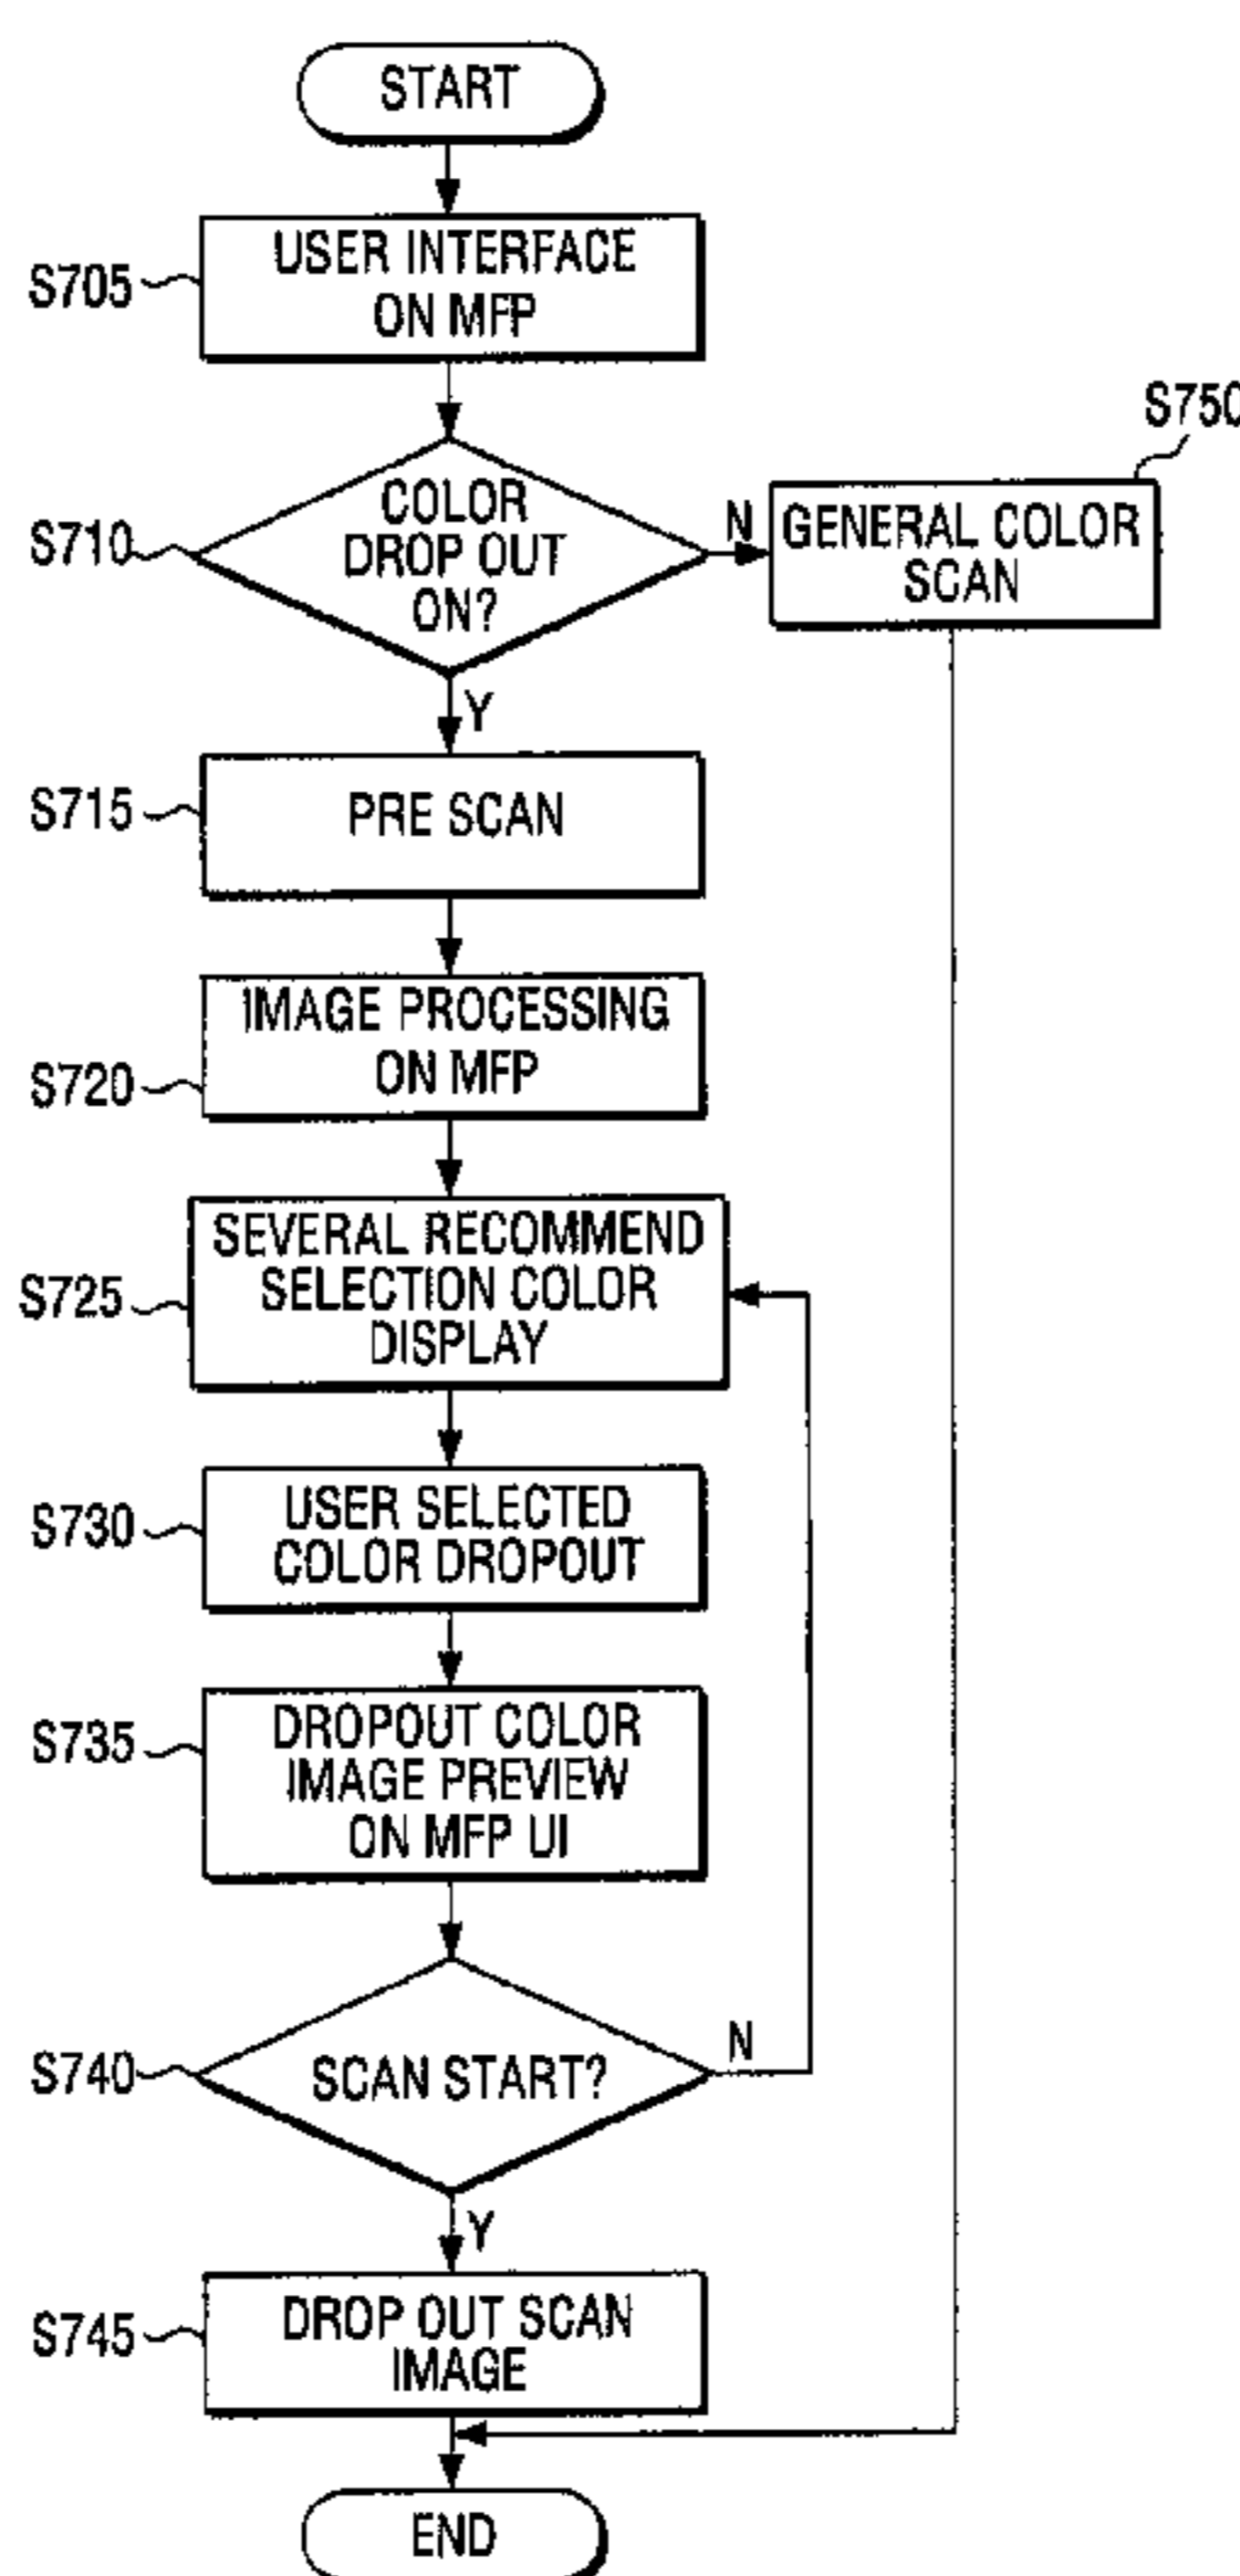 START
S705
USER INTERFACE
ON MFP
S710
COLOR
DROP OUT
ON?
N
S750
GENERAL COLOR
SCAN
Y
S715
PRE SCAN
S720
IMAGE PROCESSING
ON MFP
S725
SEVERAL RECOMMEND
SELECTION COLOR
DISPLAY
S730
USER SELECTED
COLOR DROPOUT
S735
DROPOUT COLOR
IMAGE PREVIEW
ON MFP UI
S740
SCAN START?
N
Y
S745
DROP OUT SCAN
IMAGE
END